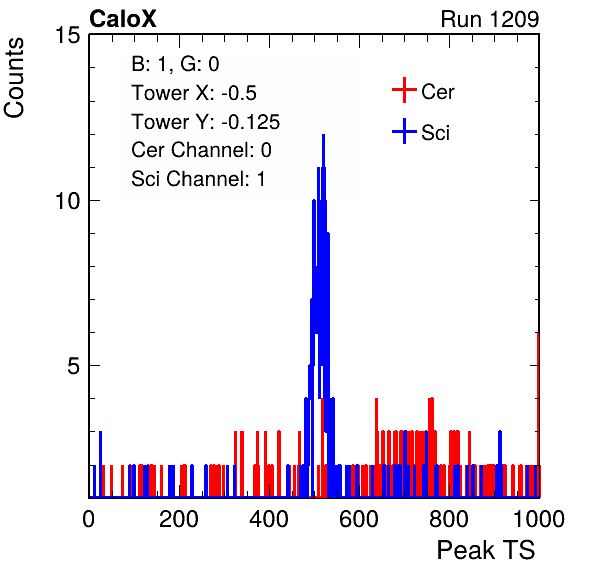 CaloX Run 1209
15
Counts
B: 1, G: 0
Tower X: -0.5
Tower Y: -0.125
Cer Channel: 0
Sci Channel: 1
Cer
Sci
10
5
0 200 400 600 800 1000
Peak TS